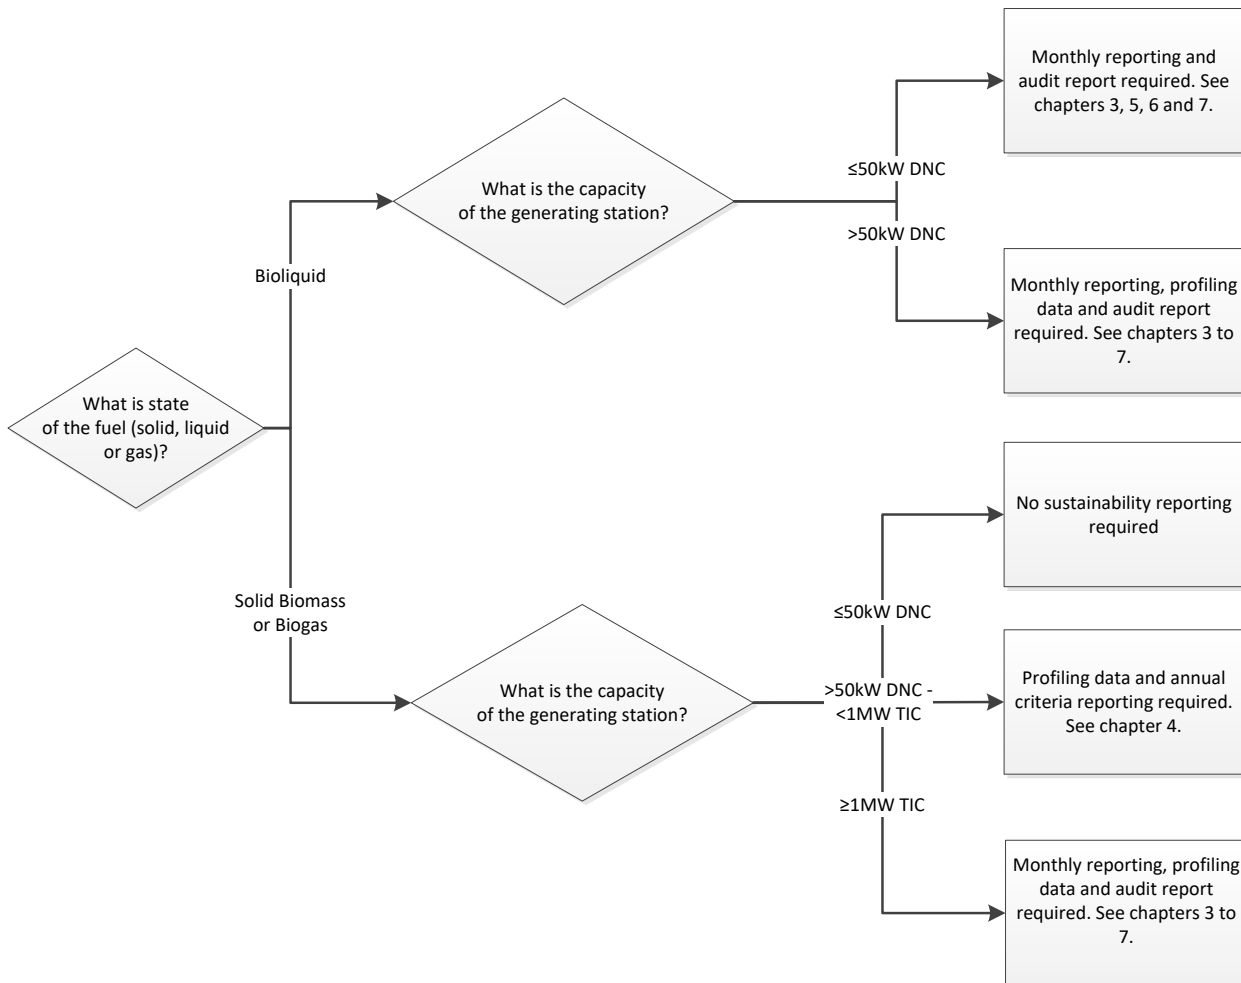 Monthly reporting and
audit report required. See
chapters 3, 5, 6 and 7.
≤50kW DNC
What is the capacity
of the generating station?
>50kW DNC
Bioliquid
Monthly reporting, profiling
data and audit report
required. See chapters 3 to
7.
What is state
of the fuel (solid, liquid
or gas)?
No sustainability reporting
required
Solid Biomass
or Biogas
≤50kW DNC
What is the capacity
of the generating station?
>50kW DNC -
<1MW TIC
Profiling data and annual
criteria reporting required.
See chapter 4.
≥1MW TIC
Monthly reporting, profiling
data and audit report
required. See chapters 3 to
7.